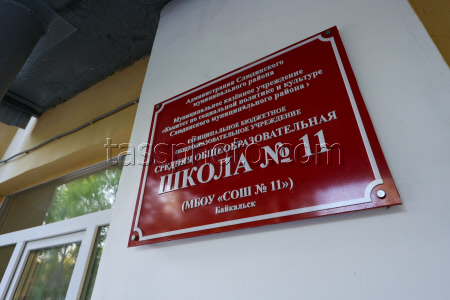 Администрация Слюдянского
муниципального района
Муниципальное казённое учреждение
«Комитет по социальной политике и культуре
Слюдянского муниципального района»
МУНИЦИПАЛЬНОЕ БЮДЖЕТНОЕ
ОБЩЕОБРАЗОВАТЕЛЬНОЕ УЧРЕЖДЕНИЕ
СРЕДНЯЯ ОБЩЕОБРАЗОВАТЕЛЬНАЯ
ШКОЛА № 11
(МБОУ «СОШ № 11»)
Байкальск